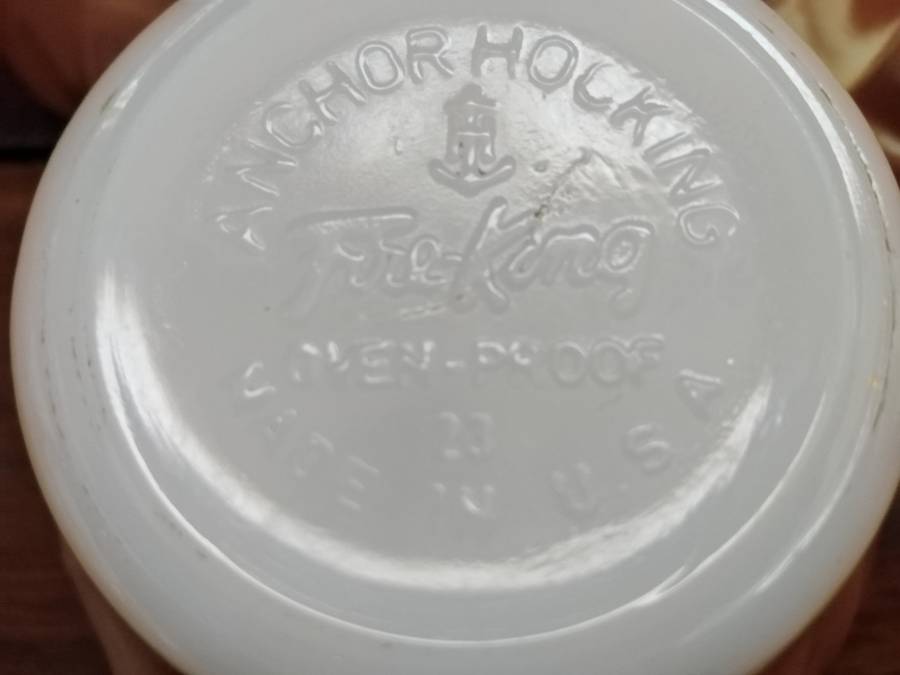 ANCHOR HOCKING
Fire-King
OVEN-PROOF
23
MADE IN U.S.A.